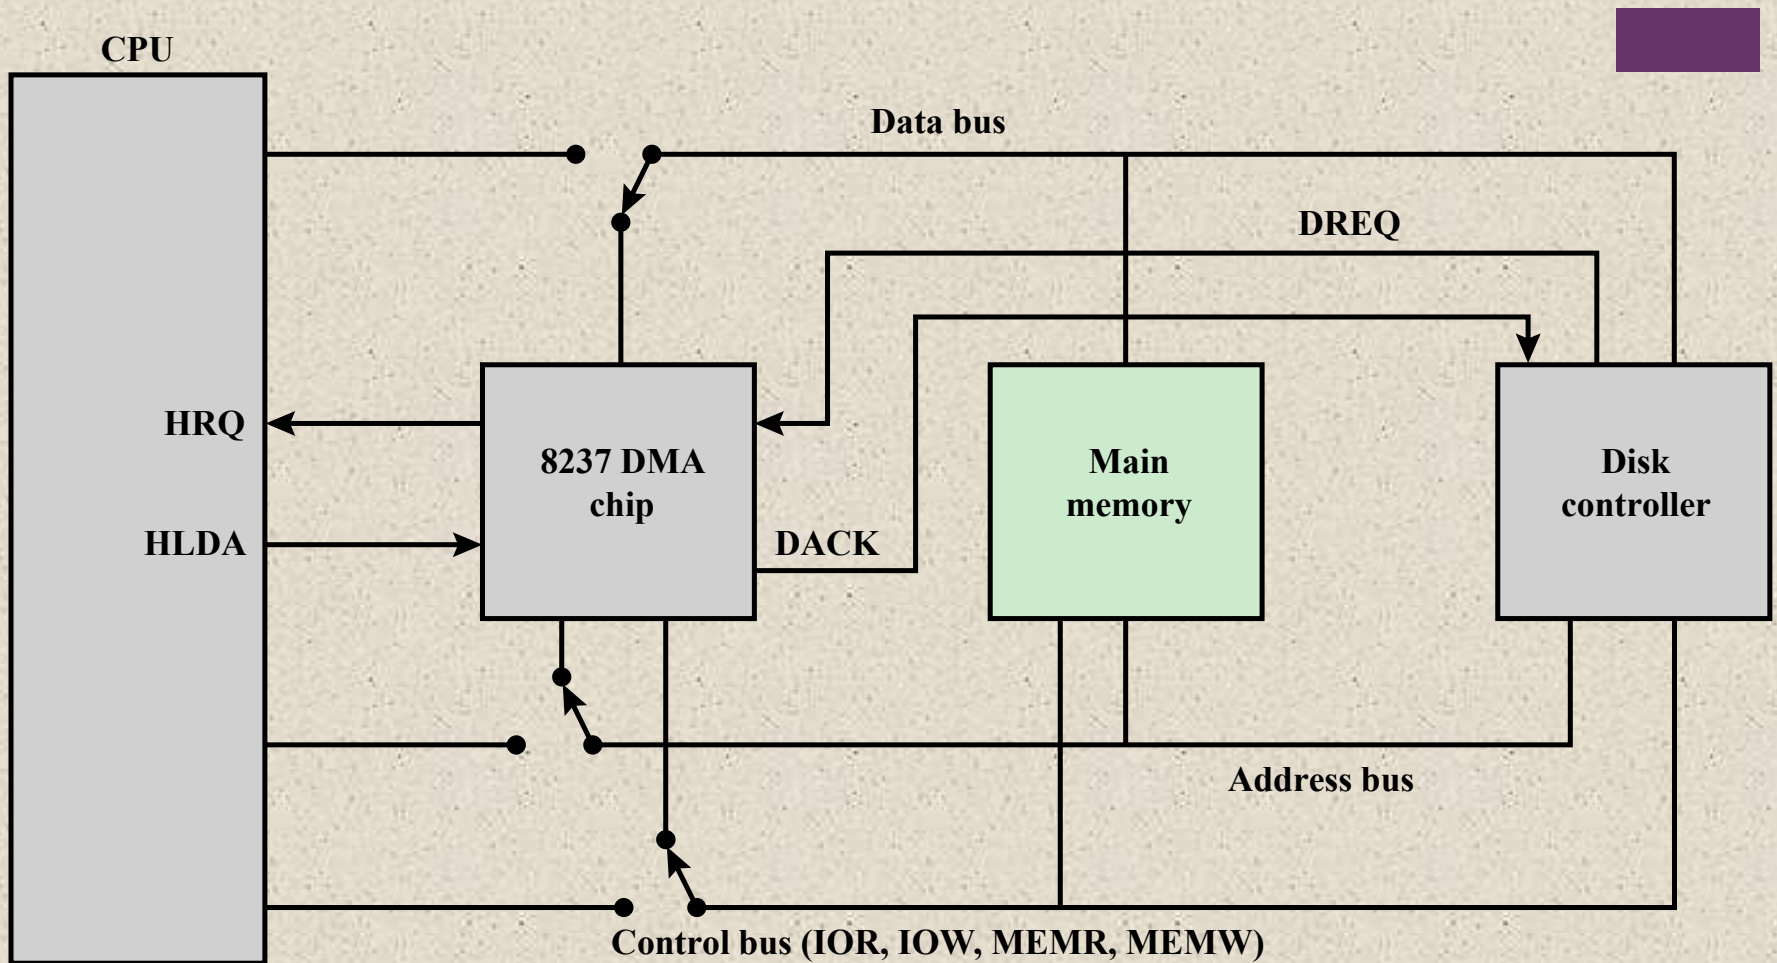 CPU
Data bus
DREQ
HRQ
8237 DMA
chip
Main
memory
Disk
controller
HLDA
DACK
Address bus
Control bus (IOR, IOW, MEMR, MEMW)